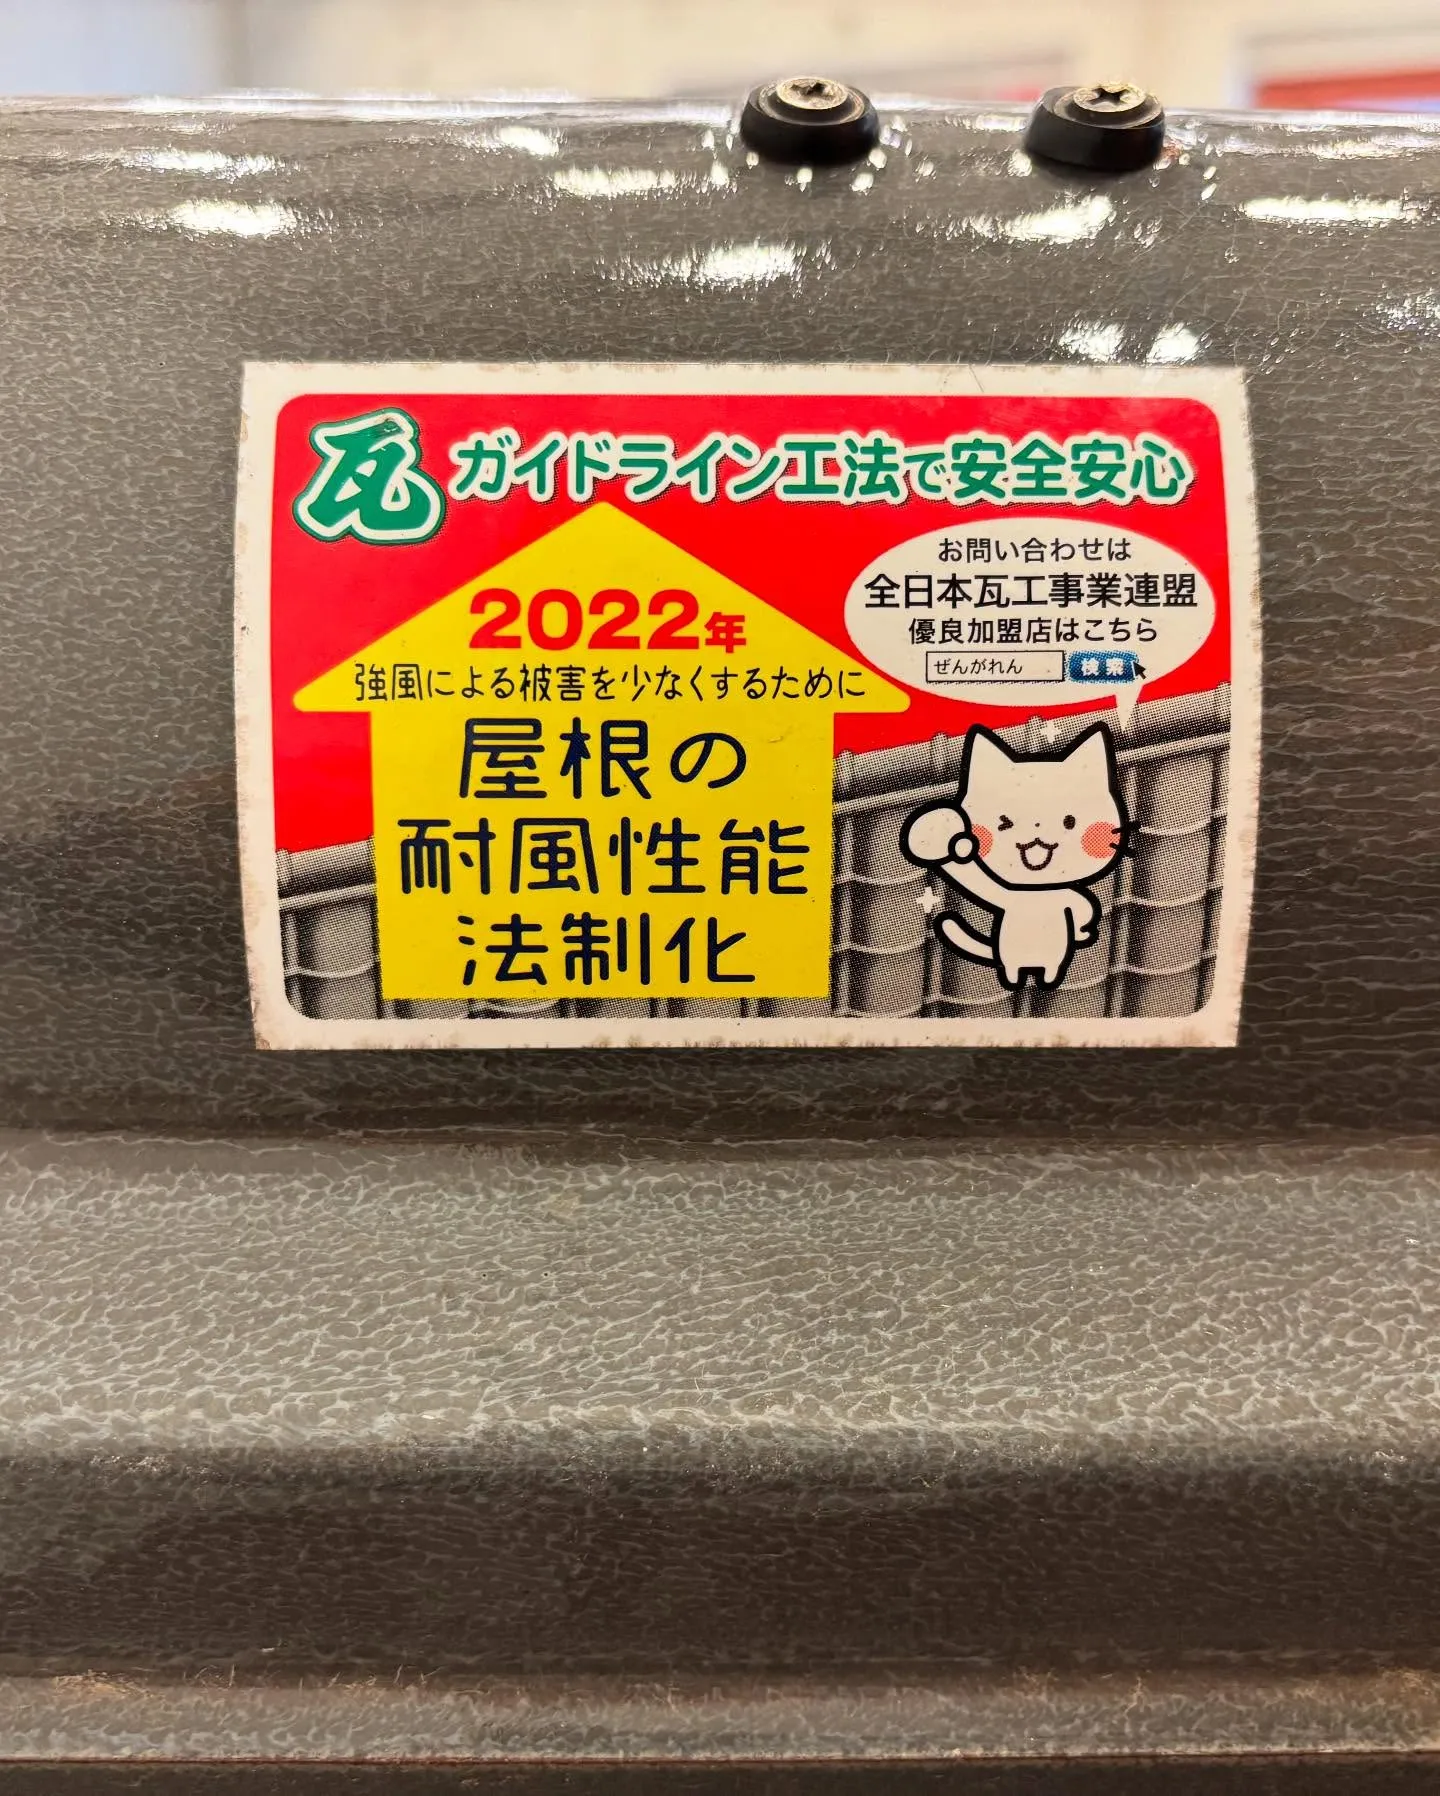 瓦 ガイドライン工法で安全安心
2022年
強風による被害を少なくするために
屋根の
耐風性能
法制化
お問い合わせは
全日本瓦工事業連盟
優良加盟店はこちら
ぜんがれん 検索